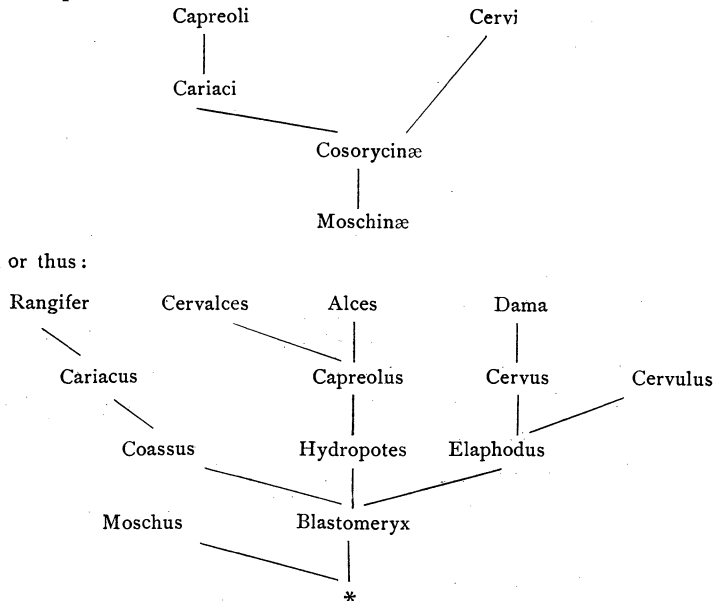 Capreoli Cervi
Cariaci
Cosorycinæ
Moschinæ
or thus:
Rangifer Cervalces Alces Dama
Cariacus Capreolus Cervus Cervulus
Coassus Hydropotes Elaphodus
Moschus Blastomeryx
*